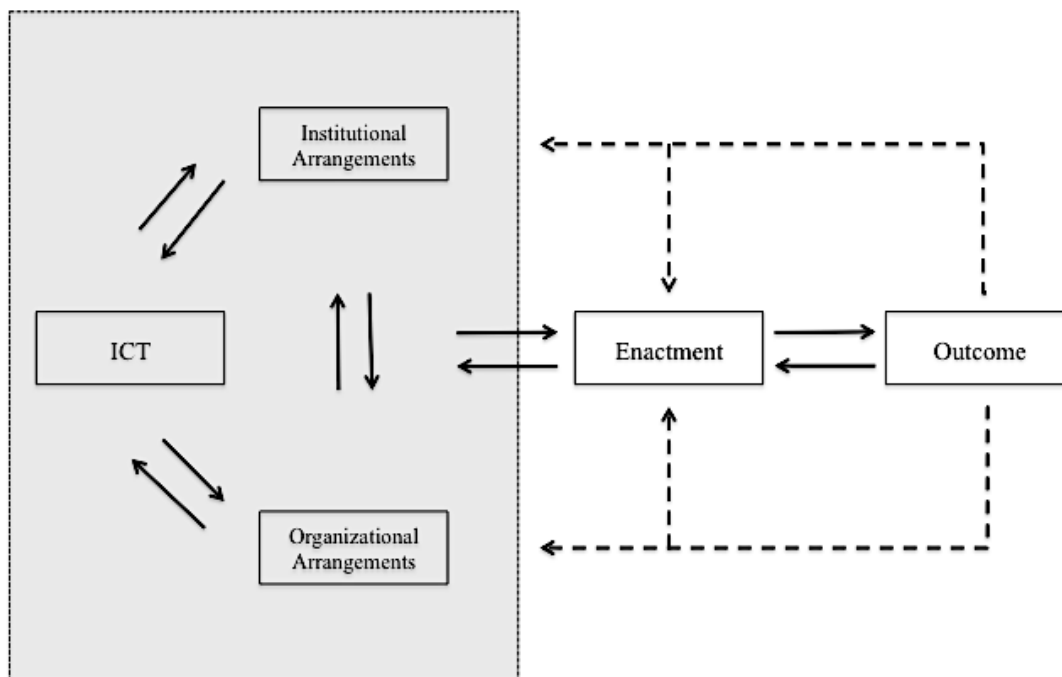 Institutional
Arrangements
ICT
Enactment
Outcome
Organizational
Arrangements